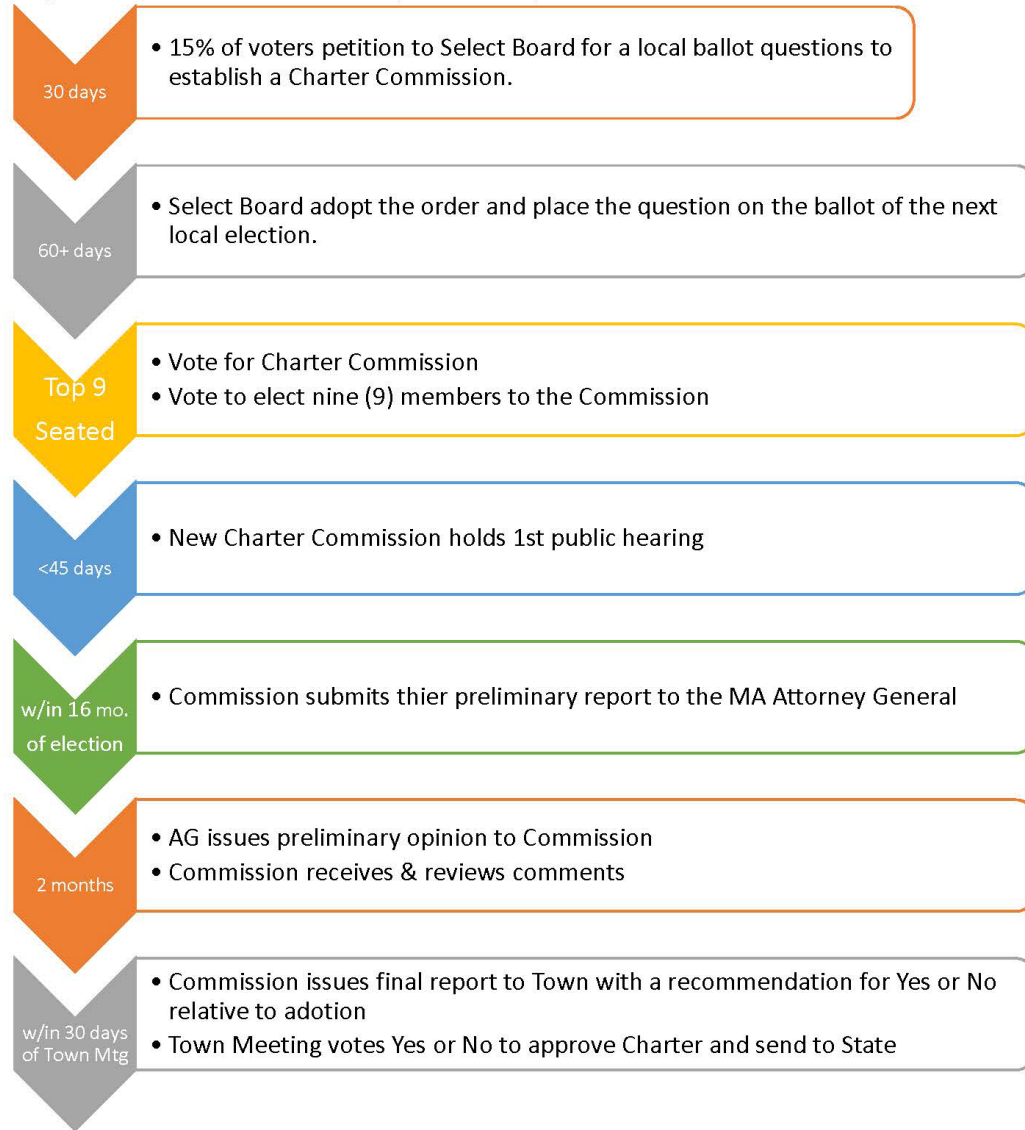 30 days
• 15% of voters petition to Select Board for a local ballot questions to
establish a Charter Commission.
60+ days
• Select Board adopt the order and place the question on the ballot of the next
local election.
Top 9
Seated
• Vote for Charter Commission
• Vote to elect nine (9) members to the Commission
<45 days
• New Charter Commission holds 1st public hearing
w/in 16 mo.
of election
• Commission submits thier preliminary report to the MA Attorney General
2 months
• AG issues preliminary opinion to Commission
• Commission receives & reviews comments
w/in 30 days
of Town Mtg
• Commission issues final report to Town with a recommendation for Yes or No
relative to adotion
• Town Meeting votes Yes or No to approve Charter and send to State